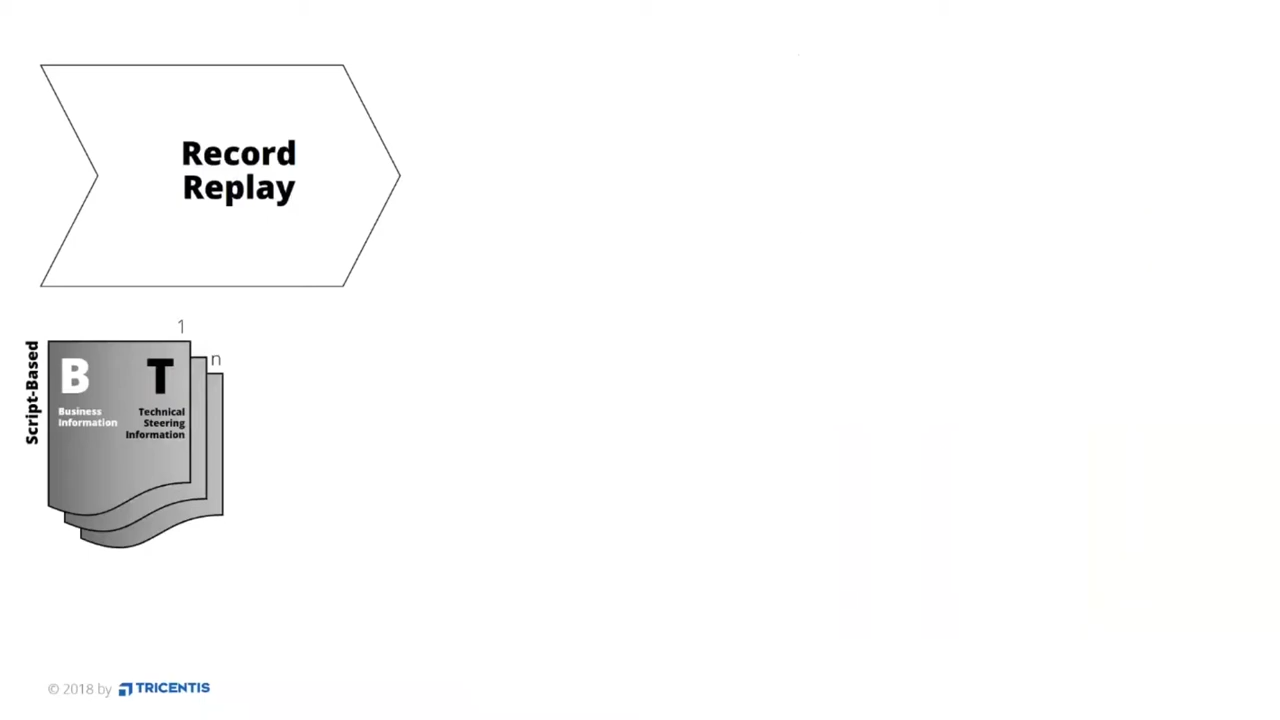 Record
Replay
1
n
Script-Based
B
T
Business
Information
Technical
Steering
Information
© 2018 by TRICENTIS